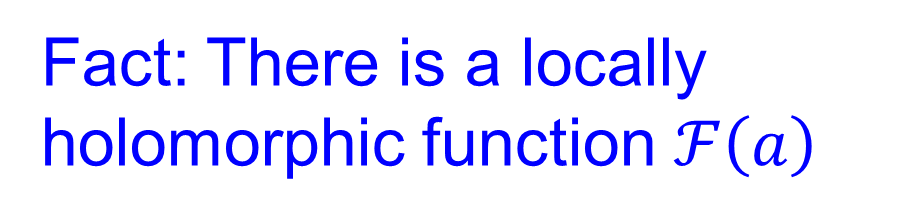 Fact: There is a locally
holomorphic function ℱ(𝑎)